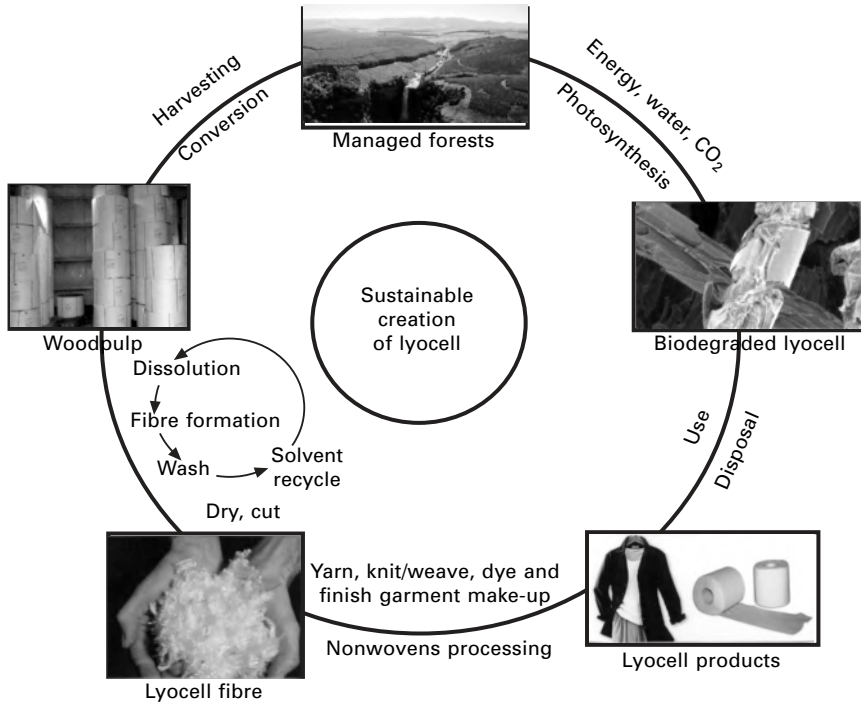 Harvesting
Conversion
Managed forests
Energy, water, CO₂
Photosynthesis
Woodpulp
Sustainable
creation
of lyocell
Biodegraded lyocell
Dissolution
Fibre formation
Wash
Solvent
recycle
Dry, cut
Use
Disposal
Yarn, knit/weave, dye and
finish garment make-up
Nonwovens processing
Lyocell fibre
Lyocell products